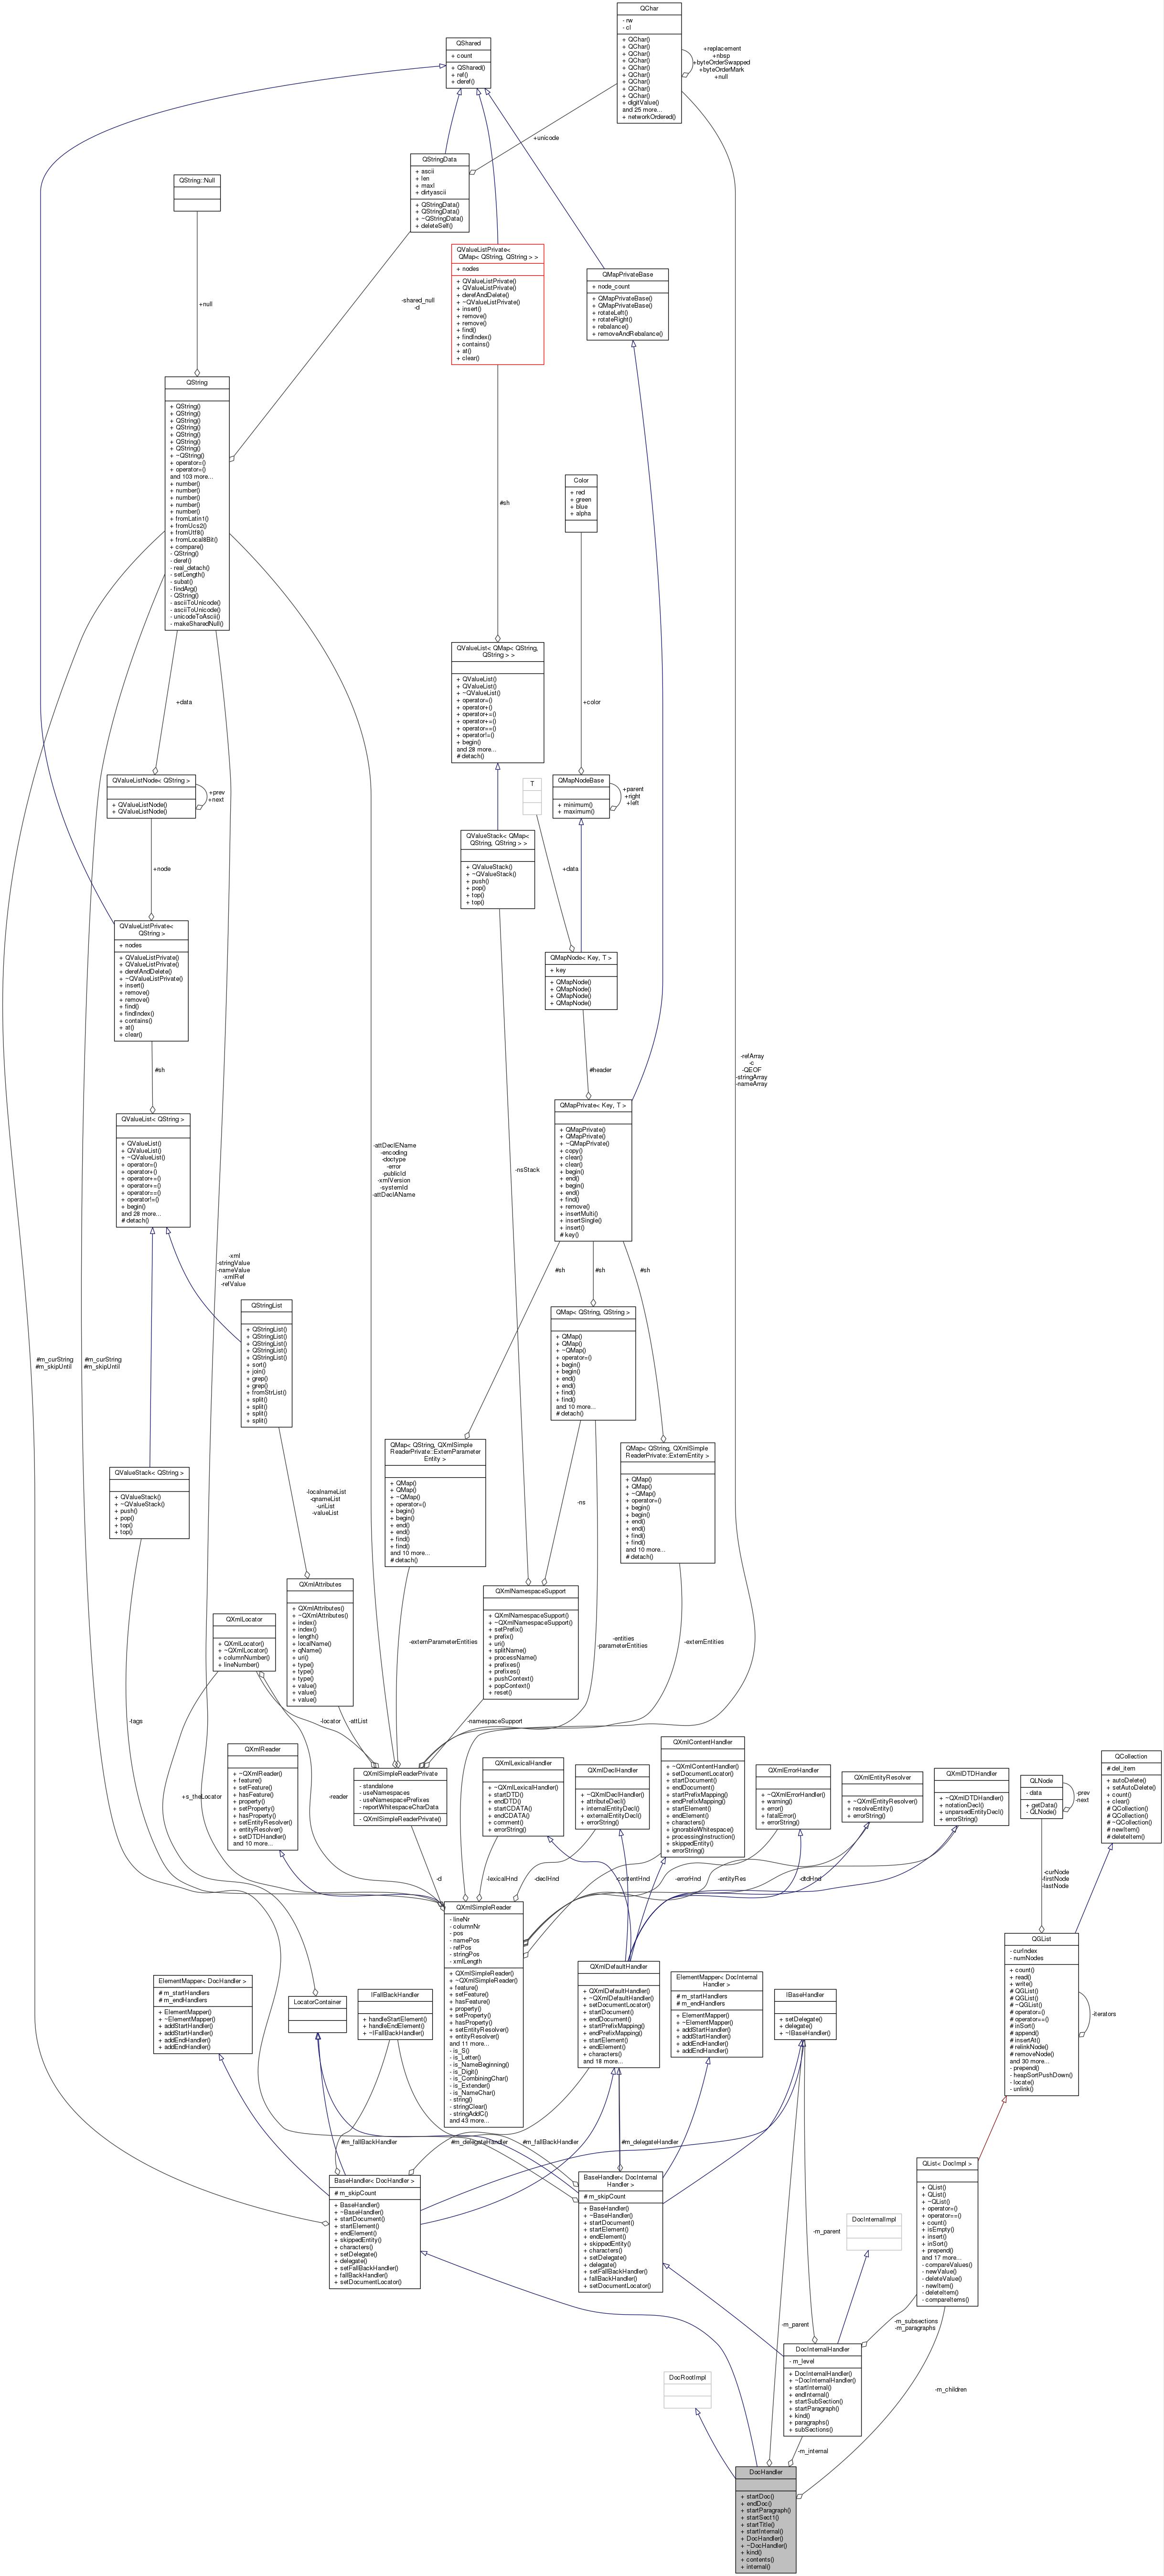 QChar
- rw
- cl
+ QChar()
+ QChar()
+ QChar()
+ QChar()
+ QChar()
+ QChar()
+ QChar()
+ QChar()
+ QChar()
+ digitValue()
and 25 more...
+ networkOrdered()
+replacement
+nbsp
+byteOrderSwapped
+byteOrderMark
+null
QShared
+ count
+ QShared()
+ ref()
+ deref()
+unicode
QStringData
+ ascii
+ len
+ maxl
+ dirtyascii
+ QStringData()
+ QStringData()
+ ~QStringData()
+ deleteSelf()
QString::Null
+null
-shared_null
-d
QValueListPrivate<
QMap< QString, QString > >
+ nodes
+ QValueListPrivate()
+ QValueListPrivate()
+ derefAndDelete()
+ ~QValueListPrivate()
+ insert()
+ remove()
+ remove()
+ find()
+ findIndex()
+ contains()
+ at()
+ clear()
QMapPrivateBase
+ node_count
+ QMapPrivateBase()
+ QMapPrivateBase()
+ rotateLeft()
+ rotateRight()
+ rebalance()
+ removeAndRebalance()
QString
+ QString()
+ QString()
+ QString()
+ QString()
+ QString()
+ QString()
+ QString()
+ ~QString()
+ operator=()
+ operator=()
and 103 more...
+ number()
+ number()
+ number()
+ number()
+ number()
+ fromLatin1()
+ fromUcs2()
+ fromUtf8()
+ fromLocal8Bit()
+ compare()
- QString()
- deref()
- real_detach()
- setLength()
- subat()
- findArg()
- QString()
- asciiToUnicode()
- asciiToUnicode()
- unicodeToAscii()
- makeSharedNull()
#sh
Color
+ red
+ green
+ blue
+ alpha
+color
+data
QValueList< QMap< QString,
QString > >
+ QValueList()
+ QValueList()
+ ~QValueList()
+ operator=()
+ operator+()
+ operator+=()
+ operator+=()
+ operator==()
+ operator!=()
+ begin()
and 28 more...
# detach()
QValueListNode< QString >
+ QValueListNode()
+ QValueListNode()
+prev
+next
T
QMapNodeBase
+ minimum()
+ maximum()
+parent
+right
+left
QValueStack< QMap<
QString, QString > >
+ QValueStack()
+ ~QValueStack()
+ push()
+ pop()
+ top()
+ top()
+node
+data
QValueListPrivate<
QString >
+ nodes
+ QValueListPrivate()
+ QValueListPrivate()
+ derefAndDelete()
+ ~QValueListPrivate()
+ insert()
+ remove()
+ remove()
+ find()
+ findIndex()
+ contains()
+ at()
+ clear()
QMapNode< Key, T >
+ key
+ QMapNode()
+ QMapNode()
+ QMapNode()
+ QMapNode()
#sh
#header
-refArray
-c
-QEOF
-stringArray
-nameArray
QValueList< QString >
+ QValueList()
+ QValueList()
+ ~QValueList()
+ operator=()
+ operator+()
+ operator+=()
+ operator+=()
+ operator==()
+ operator!=()
+ begin()
and 28 more...
# detach()
QMapPrivate< Key, T >
+ QMapPrivate()
+ QMapPrivate()
+ ~QMapPrivate()
+ copy()
+ clear()
+ clear()
+ begin()
+ end()
+ begin()
+ end()
+ find()
+ remove()
+ insertMulti()
+ insertSingle()
+ insert()
# key()
-attDeclEName
-encoding
-doctype
-error
-publicId
-xmlVersion
-systemId
-attDeclAName
-nsStack
-xml
-stringValue
-nameValue
-xmlRef
-refValue
#sh
#sh
#sh
#m_curString
#m_skipUntil
#m_curString
#m_skipUntil
QStringList
+ QStringList()
+ QStringList()
+ QStringList()
+ QStringList()
+ QStringList()
+ sort()
+ join()
+ grep()
+ grep()
+ fromStrList()
+ split()
+ split()
+ split()
+ split()
QMap< QString, QString >
+ QMap()
+ QMap()
+ ~QMap()
+ operator=()
+ begin()
+ begin()
+ end()
+ end()
+ find()
+ find()
and 10 more...
# detach()
QValueStack< QString >
+ QValueStack()
+ ~QValueStack()
+ push()
+ pop()
+ top()
+ top()
-localnameList
-qnameList
-uriList
-valueList
QMap< QString, QXmlSimple
ReaderPrivate::ExternParameter
Entity >
+ QMap()
+ QMap()
+ ~QMap()
+ operator=()
+ begin()
+ begin()
+ end()
+ end()
+ find()
+ find()
and 10 more...
# detach()
-ns
QMap< QString, QXmlSimple
ReaderPrivate::ExternEntity >
+ QMap()
+ QMap()
+ ~QMap()
+ operator=()
+ begin()
+ begin()
+ end()
+ end()
+ find()
+ find()
and 10 more...
# detach()
QXmlLocator
+ QXmlLocator()
+ ~QXmlLocator()
+ columnNumber()
+ lineNumber()
QXmlAttributes
+ QXmlAttributes()
+ ~QXmlAttributes()
+ index()
+ index()
+ length()
+ localName()
+ qName()
+ uri()
+ type()
+ type()
+ type()
+ value()
+ value()
+ value()
-externParameterEntities
QXmlNamespaceSupport
+ QXmlNamespaceSupport()
+ ~QXmlNamespaceSupport()
+ setPrefix()
+ prefix()
+ uri()
+ splitName()
+ processName()
+ prefixes()
+ prefixes()
+ pushContext()
+ popContext()
+ reset()
-entities
-parameterEntities
-externEntities
-tags
-locator
-attList
-namespaceSupport
+s_theLocator
QXmlReader
+ ~QXmlReader()
+ feature()
+ setFeature()
+ hasFeature()
+ property()
+ setProperty()
+ hasProperty()
+ setEntityResolver()
+ entityResolver()
+ setDTDHandler()
and 10 more...
-reader
QXmlSimpleReaderPrivate
- standalone
- useNamespaces
- useNamespacePrefixes
- reportWhitespaceCharData
- QXmlSimpleReaderPrivate()
QXmlLexicalHandler
+ ~QXmlLexicalHandler()
+ startDTD()
+ endDTD()
+ startCDATA()
+ endCDATA()
+ comment()
+ errorString()
QXmlDeclHandler
+ ~QXmlDeclHandler()
+ attributeDecl()
+ internalEntityDecl()
+ externalEntityDecl()
+ errorString()
QXmlContentHandler
+ ~QXmlContentHandler()
+ setDocumentLocator()
+ startDocument()
+ endDocument()
+ startPrefixMapping()
+ endPrefixMapping()
+ startElement()
+ endElement()
+ characters()
+ ignorableWhitespace()
+ processingInstruction()
+ skippedEntity()
+ errorString()
QXmlErrorHandler
+ ~QXmlErrorHandler()
+ warning()
+ error()
+ fatalError()
+ errorString()
QXmlEntityResolver
+ ~QXmlEntityResolver()
+ resolveEntity()
+ errorString()
QXmlDTDHandler
+ ~QXmlDTDHandler()
+ notationDecl()
+ unparsedEntityDecl()
+ errorString()
QLNode
- data
+ getData()
- QLNode()
-prev
-next
QCollection
# del_item
+ autoDelete()
+ setAutoDelete()
+ count()
+ clear()
# QCollection()
# QCollection()
# ~QCollection()
# newItem()
# deleteItem()
-d
-lexicalHnd
-declHnd
-contentHnd
-errorHnd
-entityRes
-dtdHnd
-curNode
-firstNode
-lastNode
QXmlSimpleReader
- lineNr
- columnNr
- pos
- namePos
- refPos
- stringPos
- xmlLength
+ QXmlSimpleReader()
+ ~QXmlSimpleReader()
+ feature()
+ setFeature()
+ hasFeature()
+ property()
+ setProperty()
+ hasProperty()
+ setEntityResolver()
+ entityResolver()
and 11 more...
- is_S()
- is_Letter()
- is_NameBeginning()
- is_Digit()
- is_CombiningChar()
- is_Extender()
- is_NameChar()
- string()
- stringClear()
- stringAddC()
and 43 more...
QGList
- curIndex
- numNodes
+ count()
+ read()
+ write()
# QGList()
# QGList()
# ~QGList()
# operator=()
# operator==()
# inSort()
# append()
# insertAt()
# relinkNode()
# removeNode()
and 30 more...
- prepend()
- heapSortPushDown()
- locate()
- unlink()
-iterators
ElementMapper< DocHandler >
# m_startHandlers
# m_endHandlers
+ ElementMapper()
+ ~ElementMapper()
+ addStartHandler()
+ addStartHandler()
+ addEndHandler()
+ addEndHandler()
LocatorContainer
IFallBackHandler
+ handleStartElement()
+ handleEndElement()
+ ~IFallBackHandler()
QXmlDefaultHandler
+ QXmlDefaultHandler()
+ ~QXmlDefaultHandler()
+ setDocumentLocator()
+ startDocument()
+ endDocument()
+ startPrefixMapping()
+ endPrefixMapping()
+ startElement()
+ endElement()
+ characters()
and 18 more...
ElementMapper< DocInternal
Handler >
# m_startHandlers
# m_endHandlers
+ ElementMapper()
+ ~ElementMapper()
+ addStartHandler()
+ addStartHandler()
+ addEndHandler()
+ addEndHandler()
IBaseHandler
+ setDelegate()
+ delegate()
+ ~IBaseHandler()
#m_fallBackHandler
#m_delegateHandler
#m_fallBackHandler
#m_delegateHandler
BaseHandler< DocHandler >
# m_skipCount
+ BaseHandler()
+ ~BaseHandler()
+ startDocument()
+ startElement()
+ endElement()
+ skippedEntity()
+ characters()
+ setDelegate()
+ delegate()
+ setFallBackHandler()
+ fallBackHandler()
+ setDocumentLocator()
BaseHandler< DocInternal
Handler >
# m_skipCount
+ BaseHandler()
+ ~BaseHandler()
+ startDocument()
+ startElement()
+ endElement()
+ skippedEntity()
+ characters()
+ setDelegate()
+ delegate()
+ setFallBackHandler()
+ fallBackHandler()
+ setDocumentLocator()
QList< DocImpl >
+ QList()
+ QList()
+ ~QList()
+ operator=()
+ operator==()
+ count()
+ isEmpty()
+ insert()
+ inSort()
+ prepend()
and 17 more...
- compareValues()
- newValue()
- deleteValue()
- newItem()
- deleteItem()
- compareItems()
DocInternalImpl
-m_parent
-m_parent
-m_subsections
-m_paragraphs
DocInternalHandler
- m_level
+ DocInternalHandler()
+ ~DocInternalHandler()
+ startInternal()
+ endInternal()
+ startSubSection()
+ startParagraph()
+ kind()
+ paragraphs()
+ subSections()
DocRootImpl
-m_children
-m_internal
DocHandler
+ startDoc()
+ endDoc()
+ startParagraph()
+ startSect1()
+ startTitle()
+ startInternal()
+ DocHandler()
+ ~DocHandler()
+ kind()
+ contents()
+ internal()